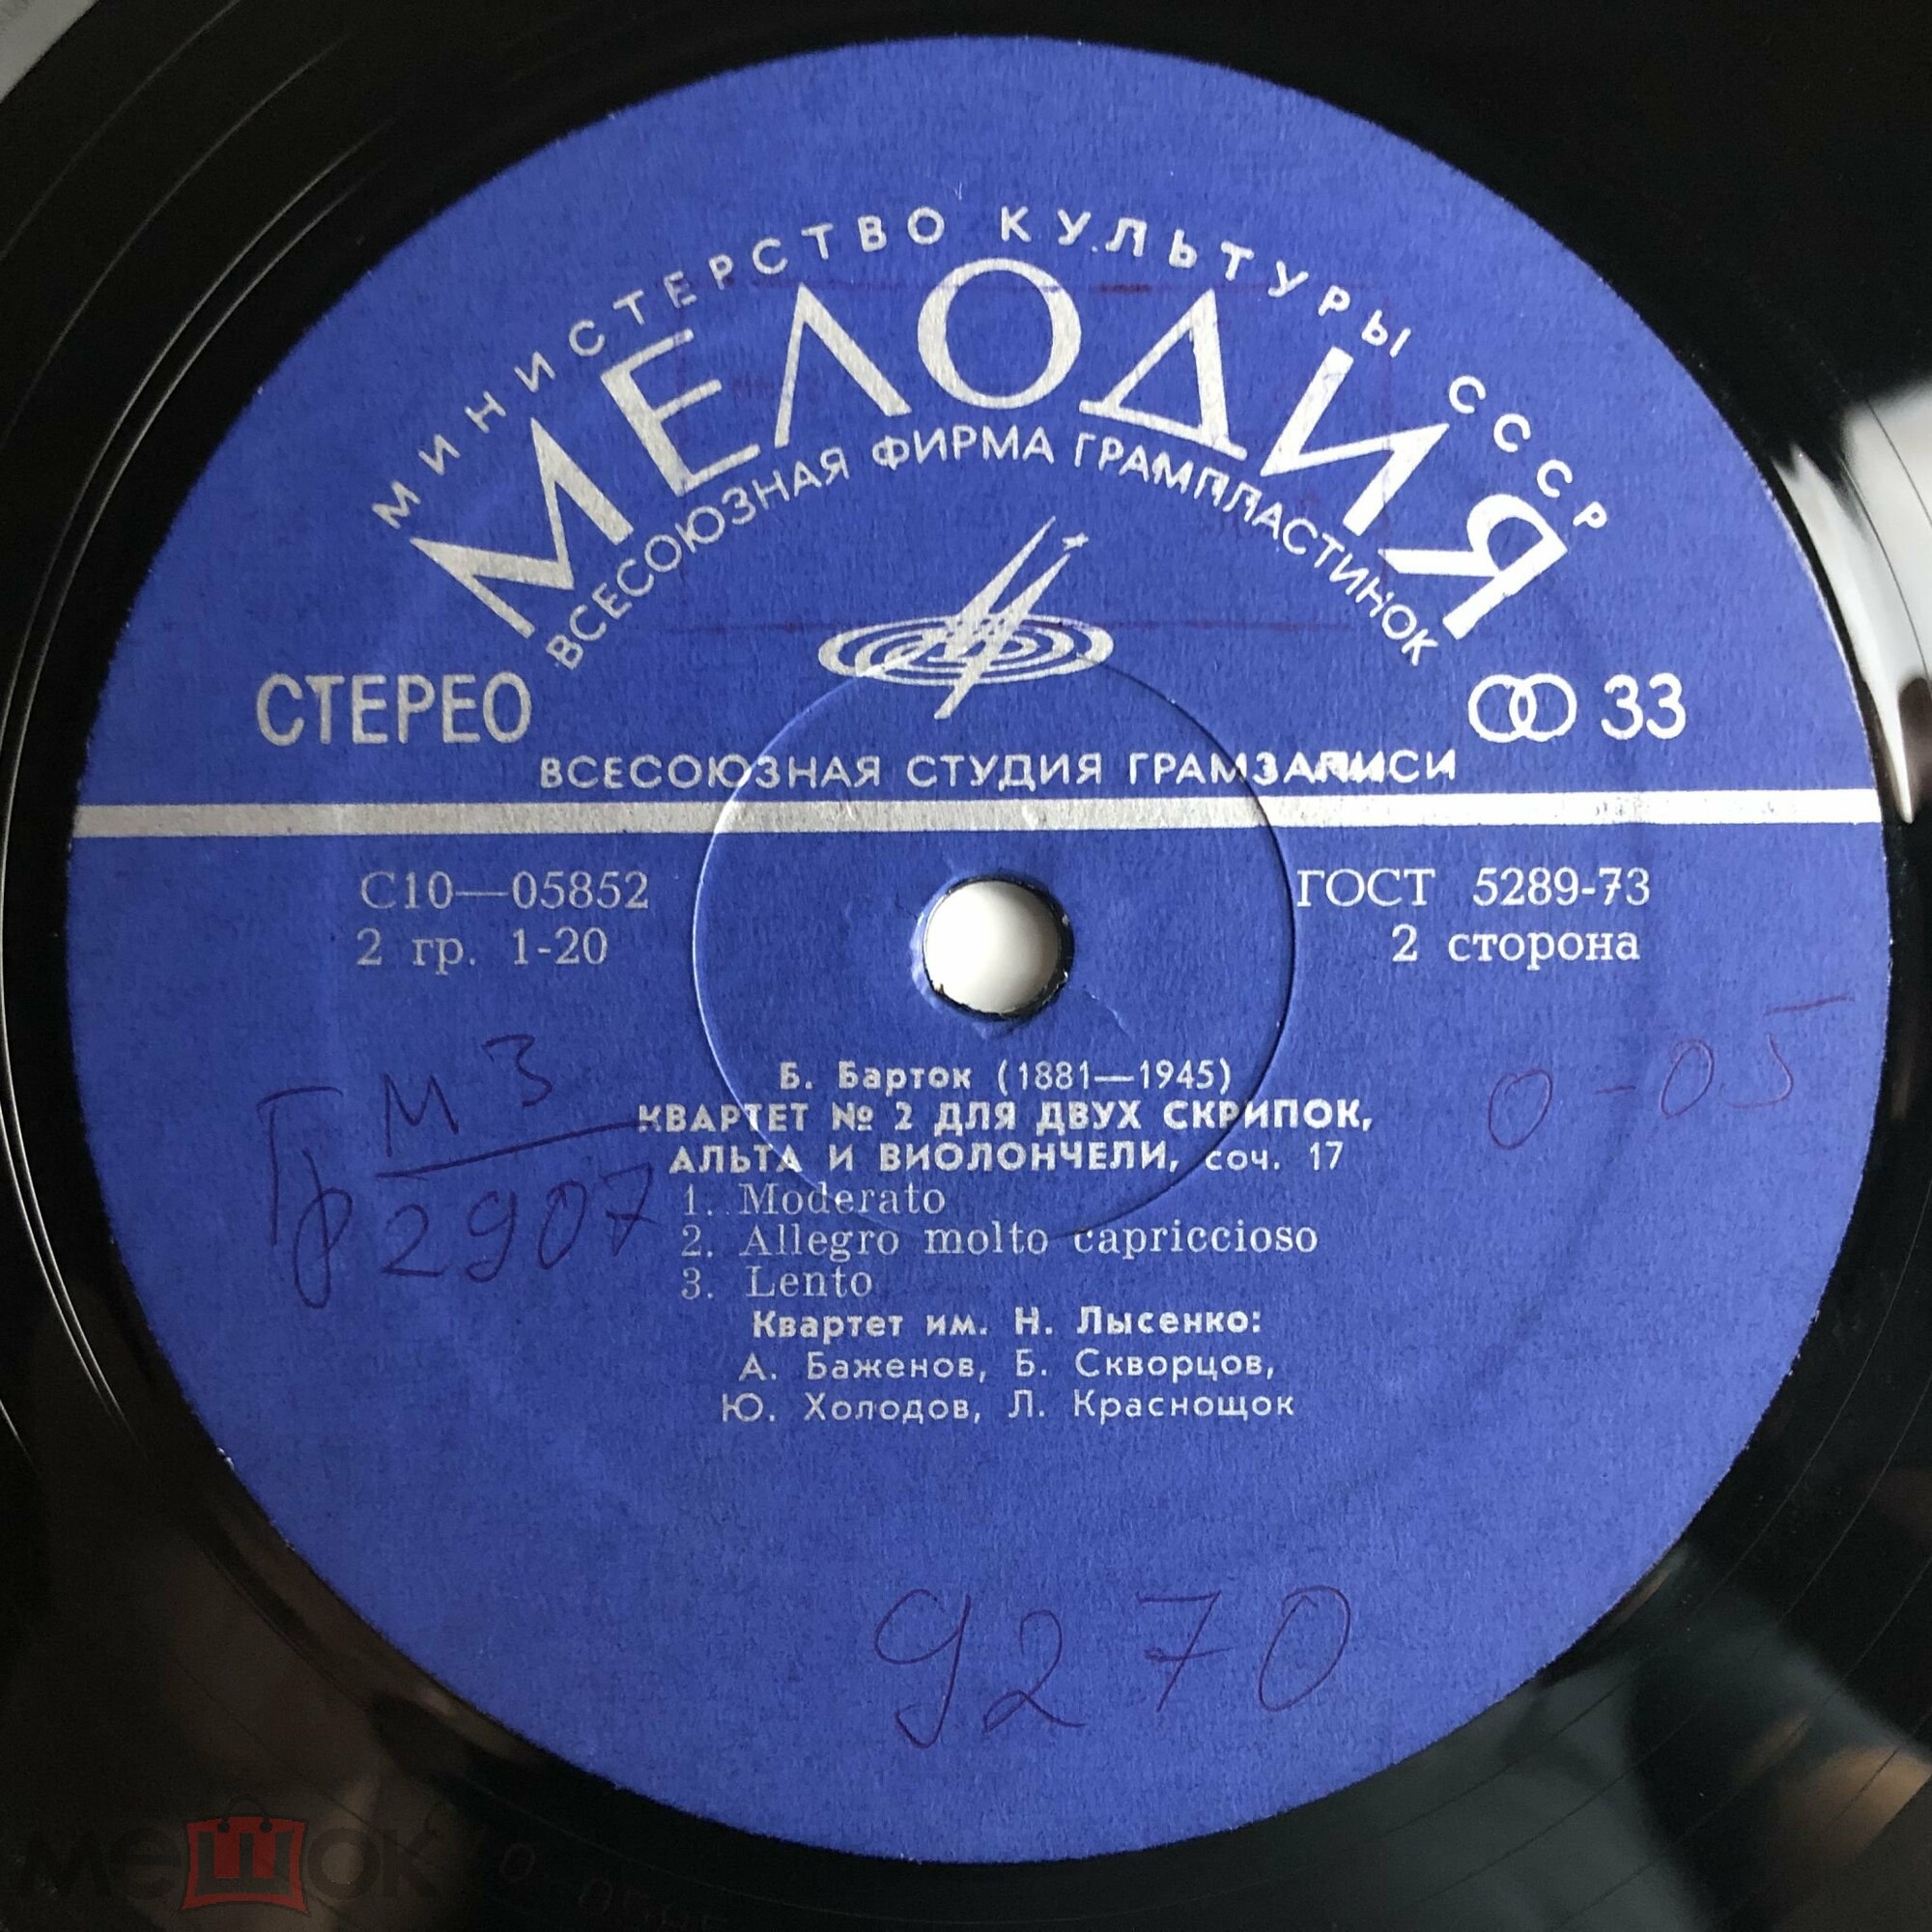 МИНИСТЕРСТВО КУЛЬТУРЫ СССР
МЕЛОДИЯ
ВСЕСОЮЗНАЯ ФИРМА ГРАМПЛАСТИНОК
СТЕРЕО
33
ВСЕСОЮЗНАЯ СТУДИЯ ГРАМЗАПИСИ
С10—05852
ГОСТ 5289-73
2 гр. 1-20
2 сторона
Б. Барток (1881—1945)
КВАРТЕТ № 2 ДЛЯ ДВУХ СКРИПОК,
АЛЬТА И ВИОЛОНЧЕЛИ, соч. 17
1. Moderato
2. Allegro molto capriccioso
3. Lento
Квартет им. Н. Лысенко:
А. Баженов, Б. Скворцов,
Ю. Холодов, Л. Краснощок
МЗ
2907
0-05
9270
мешок